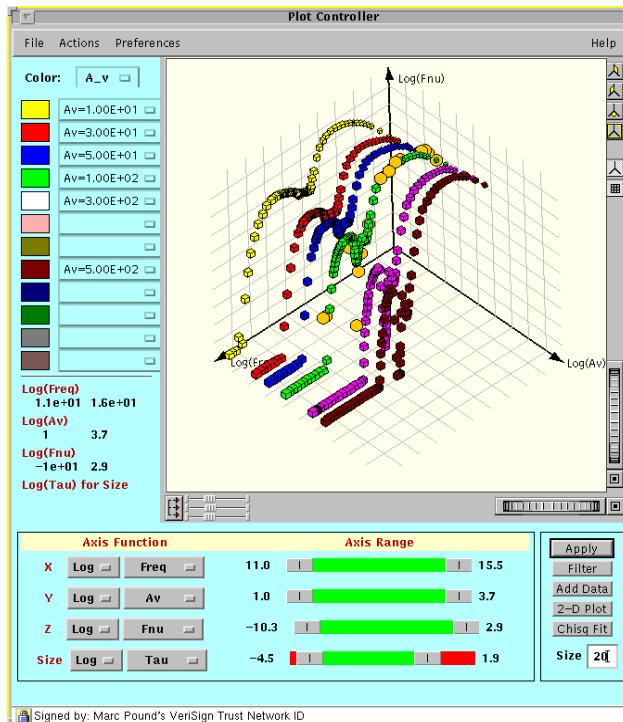 Plot Controller
File Actions Preferences Help
Color: A_v
Av=1.00E+01
Av=3.00E+01
Av=5.00E+01
Av=1.00E+02
Av=3.00E+02
Av=5.00E+02
Log(Fnu)
Log(Fre
Log(Av)
Log(Freq)
1.1e+01 1.6e+01
Log(Av)
1 3.7
Log(Fnu)
-1e+01 2.9
Log(Tau) for Size
Axis Function Axis Range
X Log Freq 11.0 15.5
Y Log Av 1.0 3.7
Z Log Fnu -10.3 2.9
Size Log Tau -4.5 1.9
Apply
Filter
Add Data
2-D Plot
Chisq Fit
Size 20
Signed by: Marc Pound's VeriSign Trust Network ID